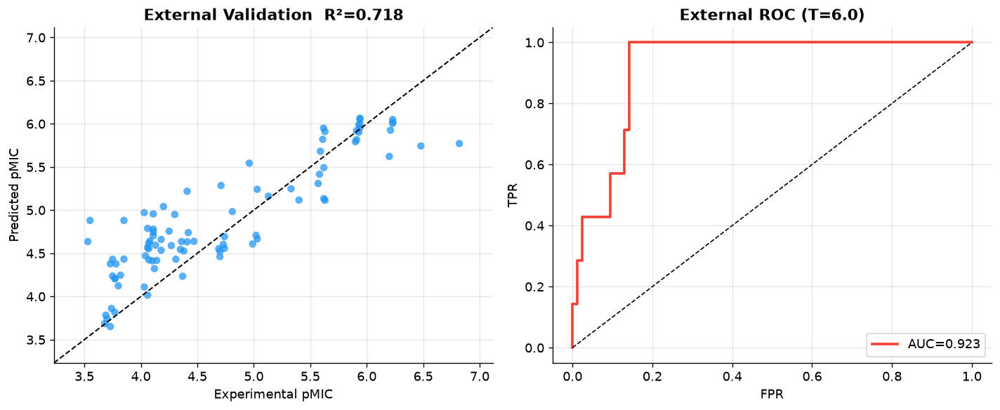 External Validation  R²=0.718
7.0
6.5
6.0
5.5
5.0
4.5
4.0
3.5
Predicted pMIC
3.5 4.0 4.5 5.0 5.5 6.0 6.5 7.0
Experimental pMIC
External ROC (T=6.0)
1.0
0.8
0.6
0.4
0.2
0.0
TPR
AUC=0.923
0.0 0.2 0.4 0.6 0.8 1.0
FPR